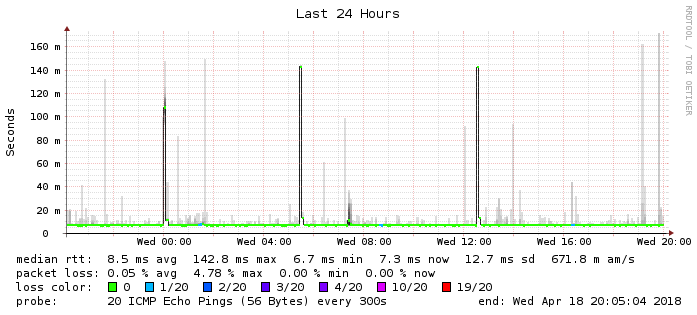 Last 24 Hours
RRDTOOL / TOBI OETIKER
Seconds
160 m
140 m
120 m
100 m
80 m
60 m
40 m
20 m
0
Wed 00:00 Wed 04:00 Wed 08:00 Wed 12:00 Wed 16:00 Wed 20:00
median rtt: 8.5 ms avg 142.8 ms max 6.7 ms min 7.3 ms now 12.7 ms sd 671.8 m am/s
packet loss: 0.05 % avg 4.78 % max 0.00 % min 0.00 % now
loss color: 0 1/20 2/20 3/20 4/20 10/20 19/20
probe: 20 ICMP Echo Pings (56 Bytes) every 300s end: Wed Apr 18 20:05:04 2018